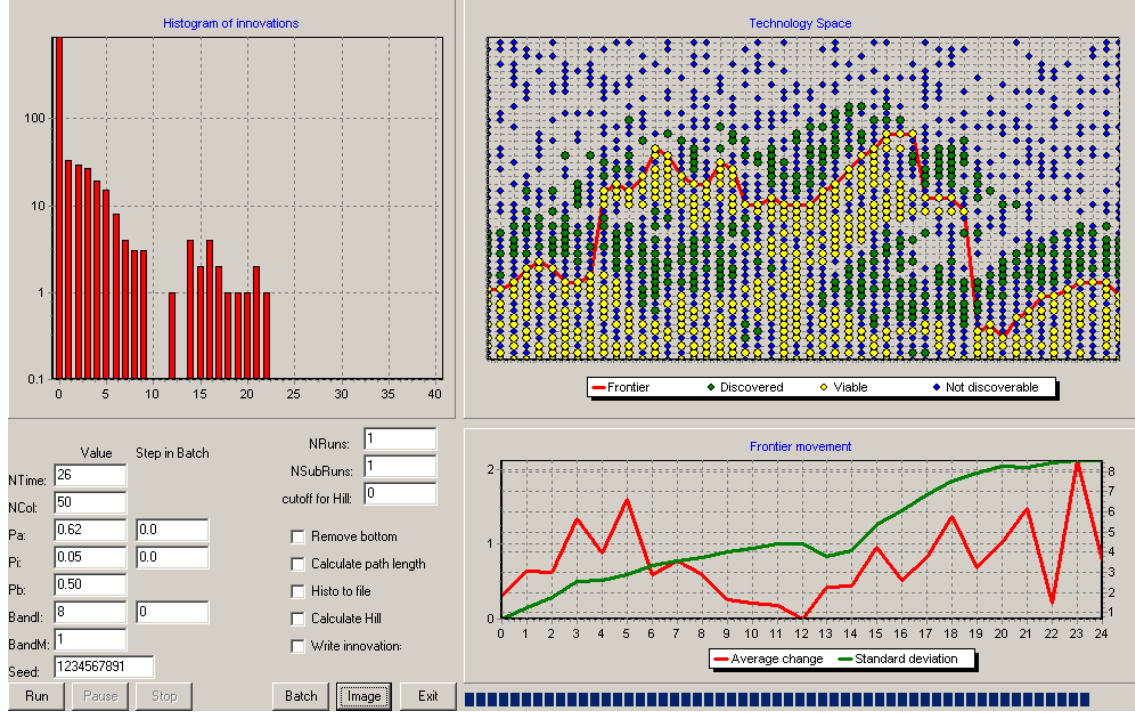 Histogram of innovations
100
10
1
0.1
0 5 10 15 20 25 30 35 40
Technology Space
Frontier Discovered Viable Not discoverable
Value Step in Batch
NTime: 26
NCol: 50
Pa: 0.62 0.0
Pi: 0.05 0.0
Pb: 0.50
BandI: 8 0
BandM: 1
Seed: 1234567891
NRuns: 1
NSubRuns: 1
cutoff for Hill: 0
Remove bottom
Calculate path length
Histo to file
Calculate Hill
Write innovation:
Run Pause Stop Batch Image Exit
Frontier movement
2
1
0
8
7
6
5
4
3
2
1
0 1 2 3 4 5 6 7 8 9 10 11 12 13 14 15 16 17 18 19 20 21 22 23 24
Average change Standard deviation